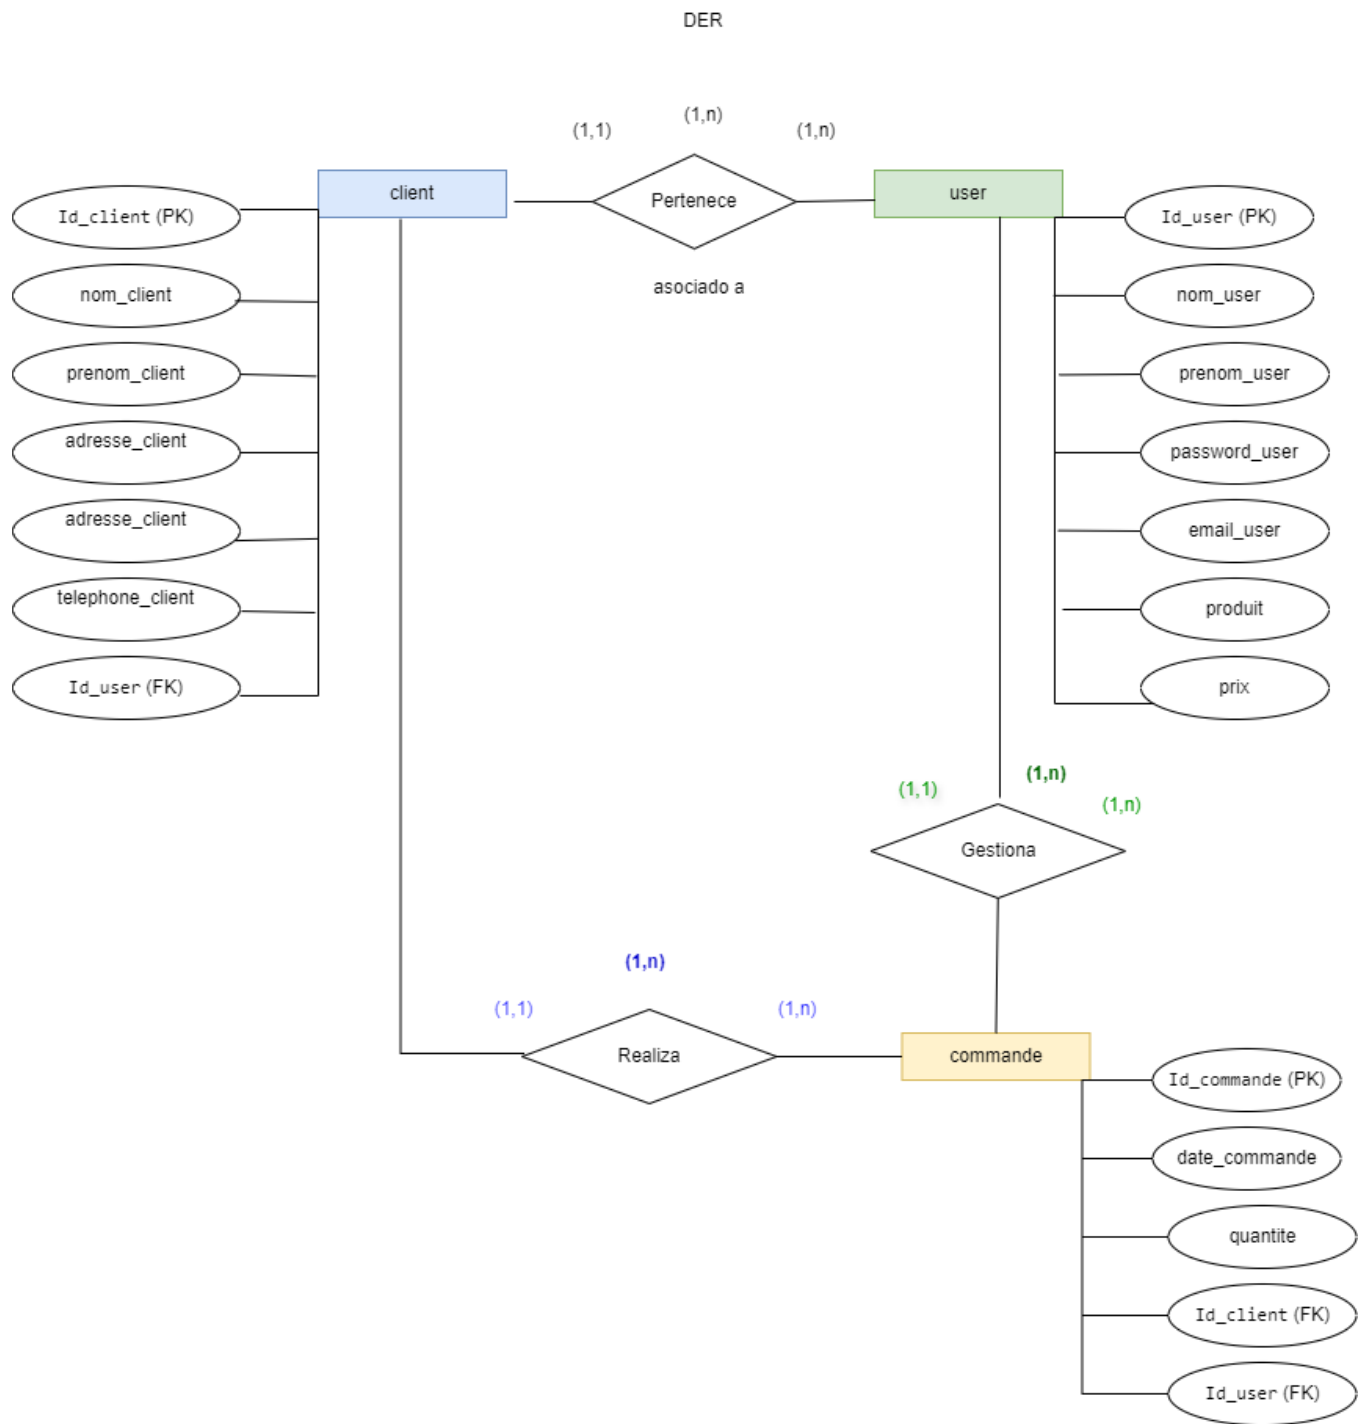 DER
(1,1)
(1,n)
(1,n)
client
Pertenece
user
asociado a
Id_client (PK)
nom_client
prenom_client
adresse_client
adresse_client
telephone_client
Id_user (FK)
Id_user (PK)
nom_user
prenom_user
password_user
email_user
produit
prix
(1,1)
(1,n)
(1,n)
Gestiona
(1,1)
(1,n)
(1,n)
Realiza
commande
Id_commande (PK)
date_commande
quantite
Id_client (FK)
Id_user (FK)